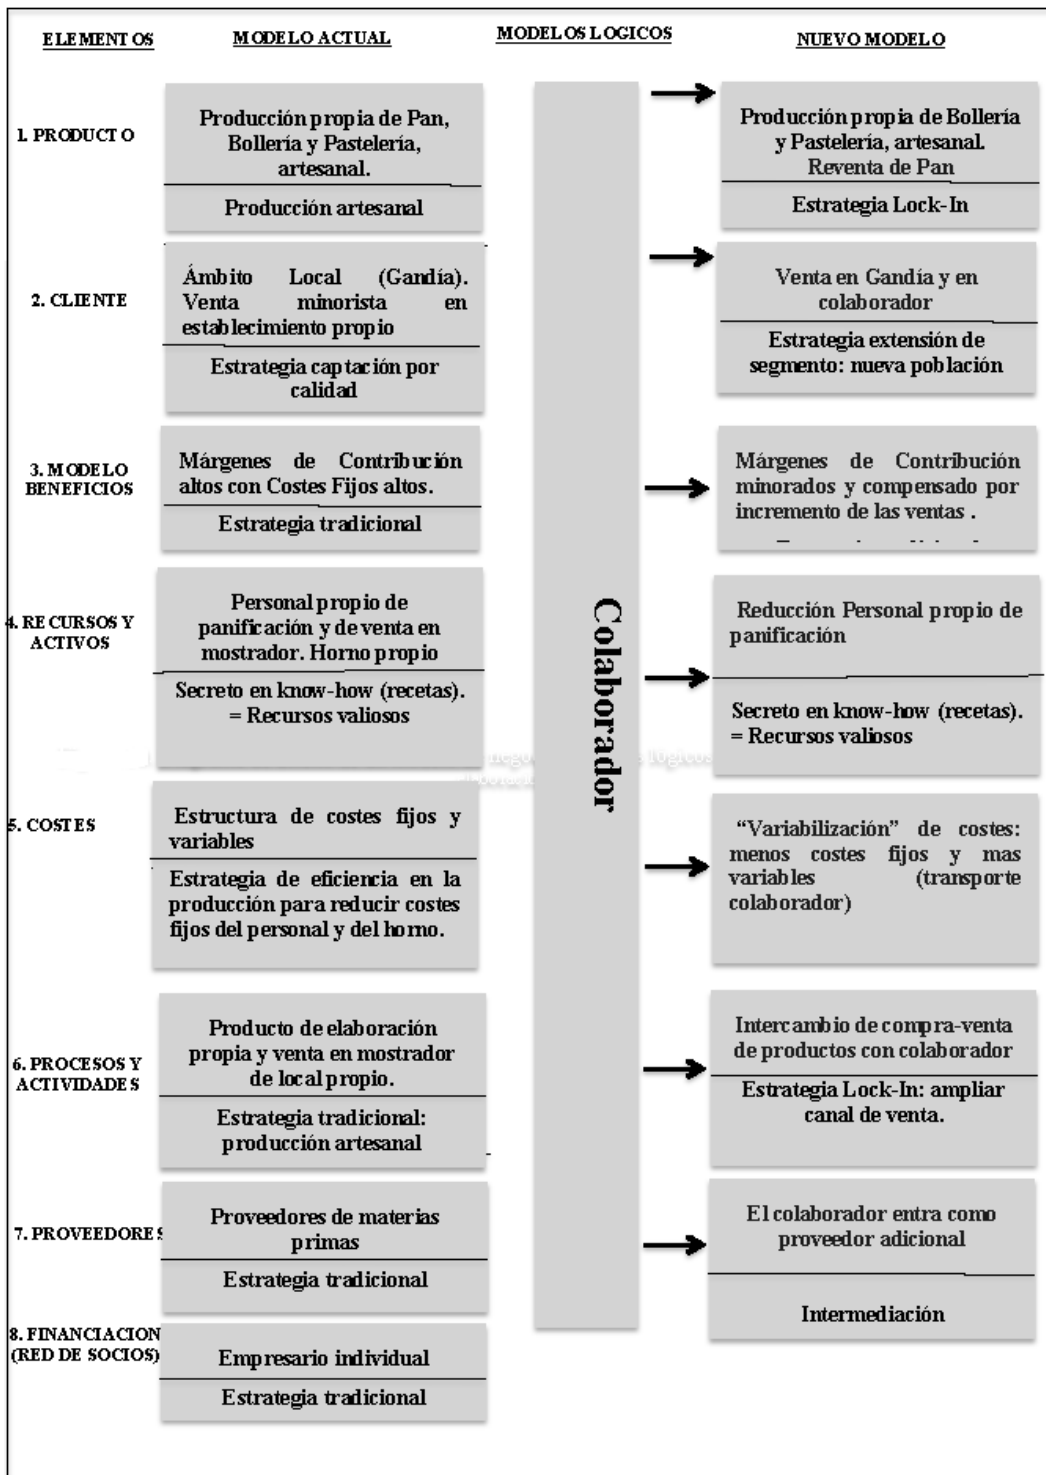 ELEMENTOS
MODELO ACTUAL
MODELOS LOGICOS
NUEVO MODELO
1. PRODUCTO
Producción propia de Pan,
Bollería y Pastelería,
artesanal.
Producción artesanal
Producción propia de Bollería
y Pastelería, artesanal.
Reventa de Pan
Estrategia Lock-In
2. CLIENTE
Ámbito Local (Gandía).
Venta minorista en
establecimiento propio
Estrategia captación por
calidad
Venta en Gandía y en
colaborador
Estrategia extensión de
segmento: nueva población
3. MODELO
BENEFICIOS
Márgenes de Contribución
altos con Costes Fijos altos.
Estrategia tradicional
Márgenes de Contribución
minorados y compensado por
incremento de las ventas .
4. RECURSOS Y
ACTIVOS
Personal propio de
panificación y de venta en
mostrador. Horno propio
Secreto en know-how (recetas).
= Recursos valiosos
Colaborador
Reducción Personal propio de
panificación
Secreto en know-how (recetas).
= Recursos valiosos
5. COSTES
Estructura de costes fijos y
variables
Estrategia de eficiencia en la
producción para reducir costes
fijos del personal y del horno.
“Variabilización” de costes:
menos costes fijos y mas
variables (transporte
colaborador)
6. PROCESOS Y
ACTIVIDADES
Producto de elaboración
propia y venta en mostrador
de local propio.
Estrategia tradicional:
producción artesanal
Intercambio de compra-venta
de productos con colaborador
Estrategia Lock-In: ampliar
canal de venta.
7. PROVEEDORES
Proveedores de materias
primas
Estrategia tradicional
El colaborador entra como
proveedor adicional
Intermediación
8. FINANCIACION
(RED DE SOCIOS)
Empresario individual
Estrategia tradicional